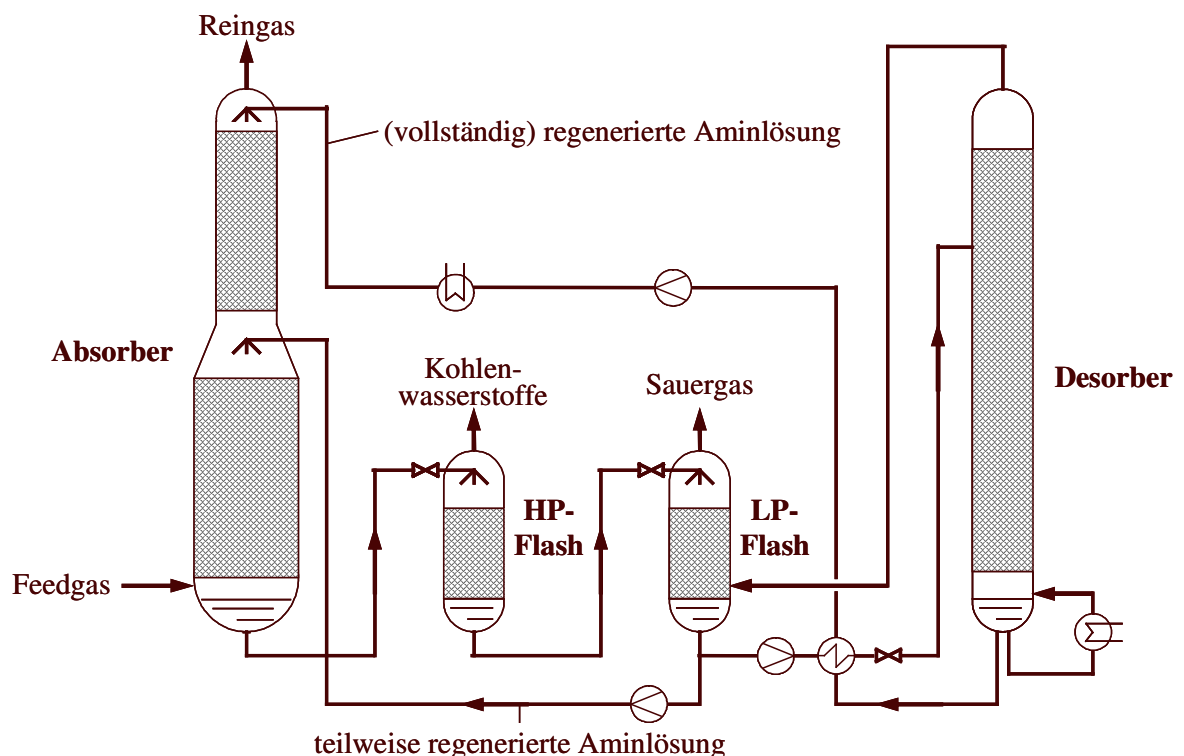 Reingas
(vollständig) regenerierte Aminlösung
Absorber
Kohlen-
wasserstoffe
Sauergas
Desorber
HP-
Flash
LP-
Flash
Feedgas
teilweise regenerierte Aminlösung